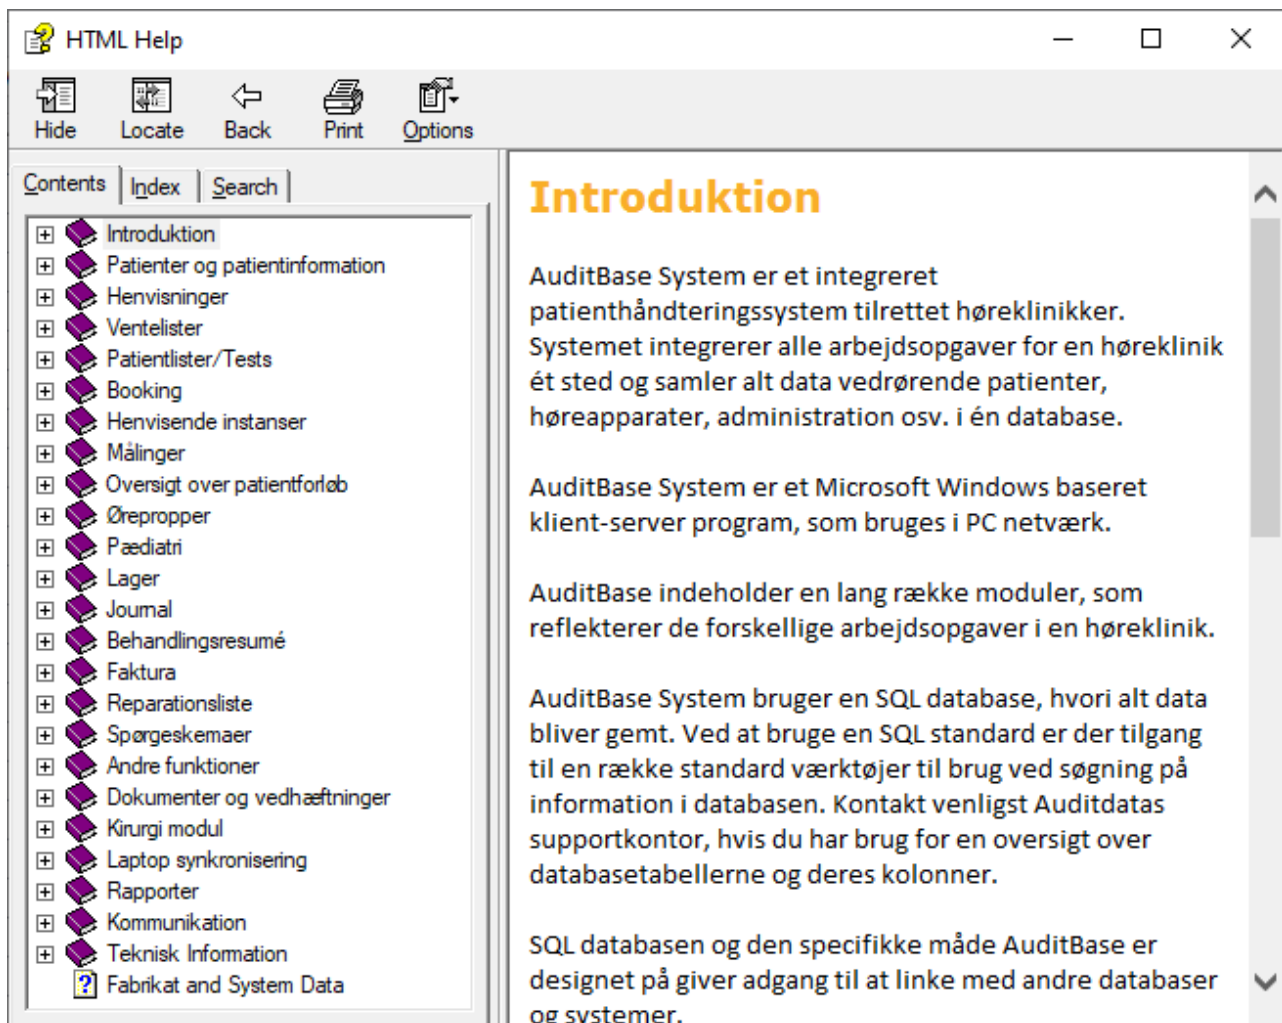 HTML Help
Hide Locate Back Print Options
Contents Index Search
Introduktion
Patienter og patientinformation
Henvisninger
Ventelister
Patientlister/Tests
Booking
Henvisende instanser
Målinger
Oversigt over patientforløb
Ørepropper
Pædiatri
Lager
Journal
Behandlingsresumé
Faktura
Reparationsliste
Spørgeskemaer
Andre funktioner
Dokumenter og vedhæftninger
Kirurgi modul
Laptop synkronisering
Rapporter
Kommunikation
Teknisk Information
Fabrikat and System Data
Introduktion
AuditBase System er et integreret
patienthåndteringssystem tilrettet høreklinikker.
Systemet integrerer alle arbejdsopgaver for en høreklinik
ét sted og samler alt data vedrørende patienter,
høreapparater, administration osv. i én database.
AuditBase System er et Microsoft Windows baseret
klient-server program, som bruges i PC netværk.
AuditBase indeholder en lang række moduler, som
reflekterer de forskellige arbejdsopgaver i en høreklinik.
AuditBase System bruger en SQL database, hvori alt data
bliver gemt. Ved at bruge en SQL standard er der tilgang
til en række standard værktøjer til brug ved søgning på
information i databasen. Kontakt venligst Auditdatas
supportkontor, hvis du har brug for en oversigt over
databasetabellerne og deres kolonner.
SQL databasen og den specifikke måde AuditBase er
designet på giver adgang til at linke med andre databaser
og systemer.